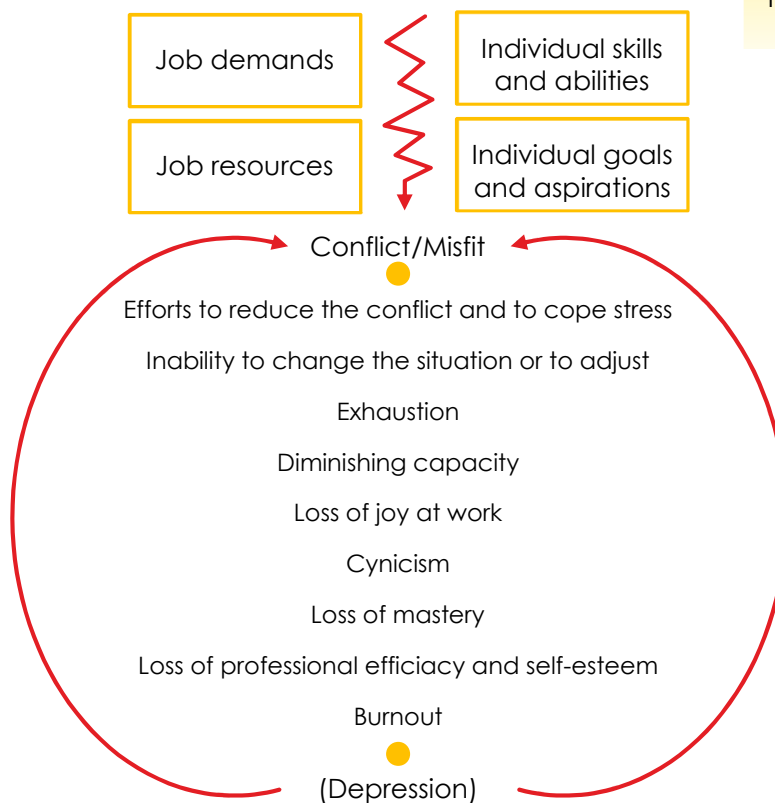 Job demands
Individual skills
and abilities
Job resources
Individual goals
and aspirations
Conflict/Misfit
Efforts to reduce the conflict and to cope stress
Inability to change the situation or to adjust
Exhaustion
Diminishing capacity
Loss of joy at work
Cynicism
Loss of mastery
Loss of professional efficiacy and self-esteem
Burnout
(Depression)